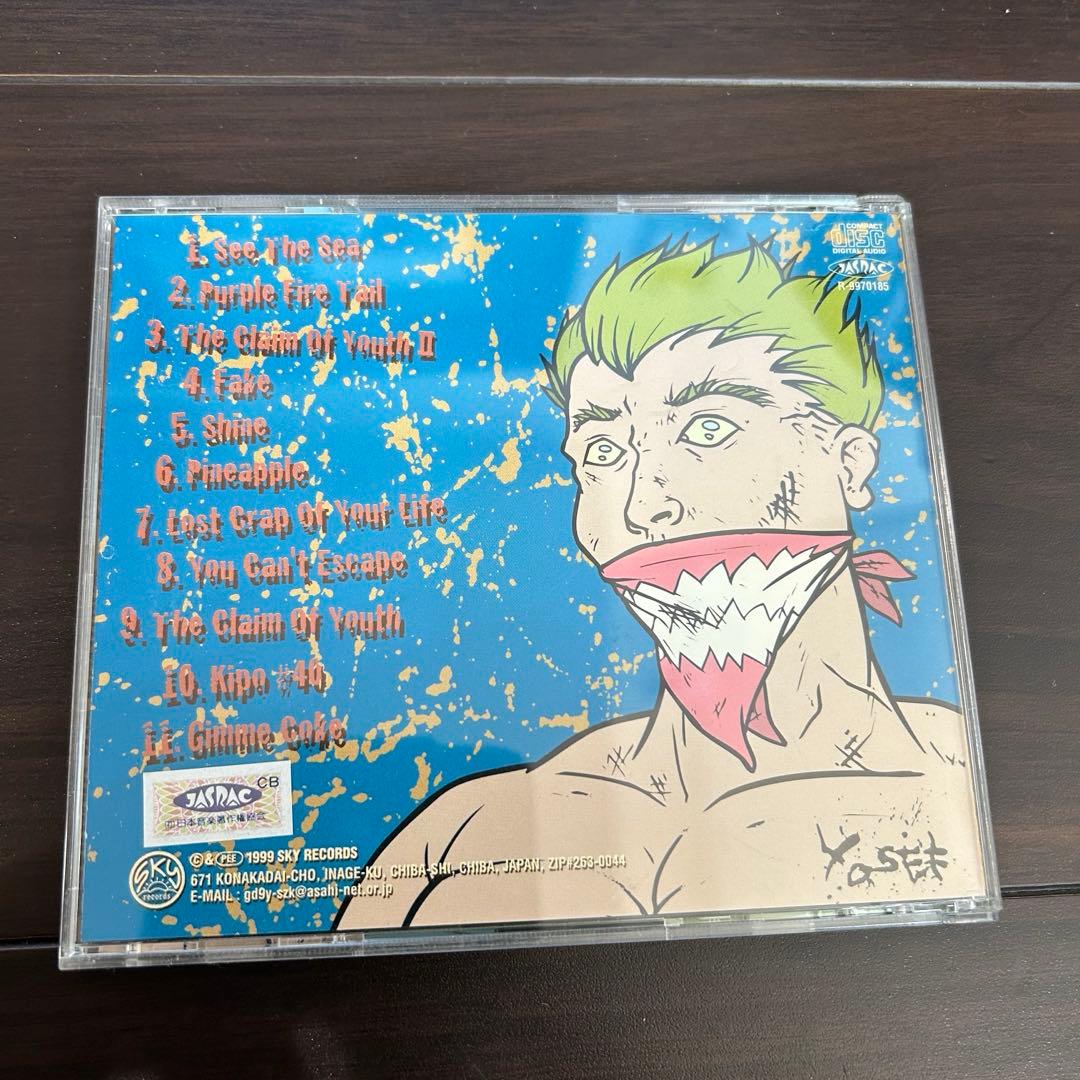 1. See The Sea
2. Purple Fire Tail
3. The Claim Of Youth II
4. Fake
5. Shine
6. Pineapple
7. Lost Crap Of Your Life
8. You Can't Escape
9. The Claim Of Youth
10. Kipo #40
11. Gimme Coke
COMPACT
disc
DIGITAL AUDIO
JASRAC
R-9970185
CB
JASRAC
日本音楽著作権協会
SKY
records
© & PEE 1999 SKY RECORDS
671 KONAKADAI-CHO, INAGE-KU, CHIBA-SHI, CHIBA, JAPAN, ZIP#263-0044
E-MAIL : gd9y-szk@asahi-net.or.jp